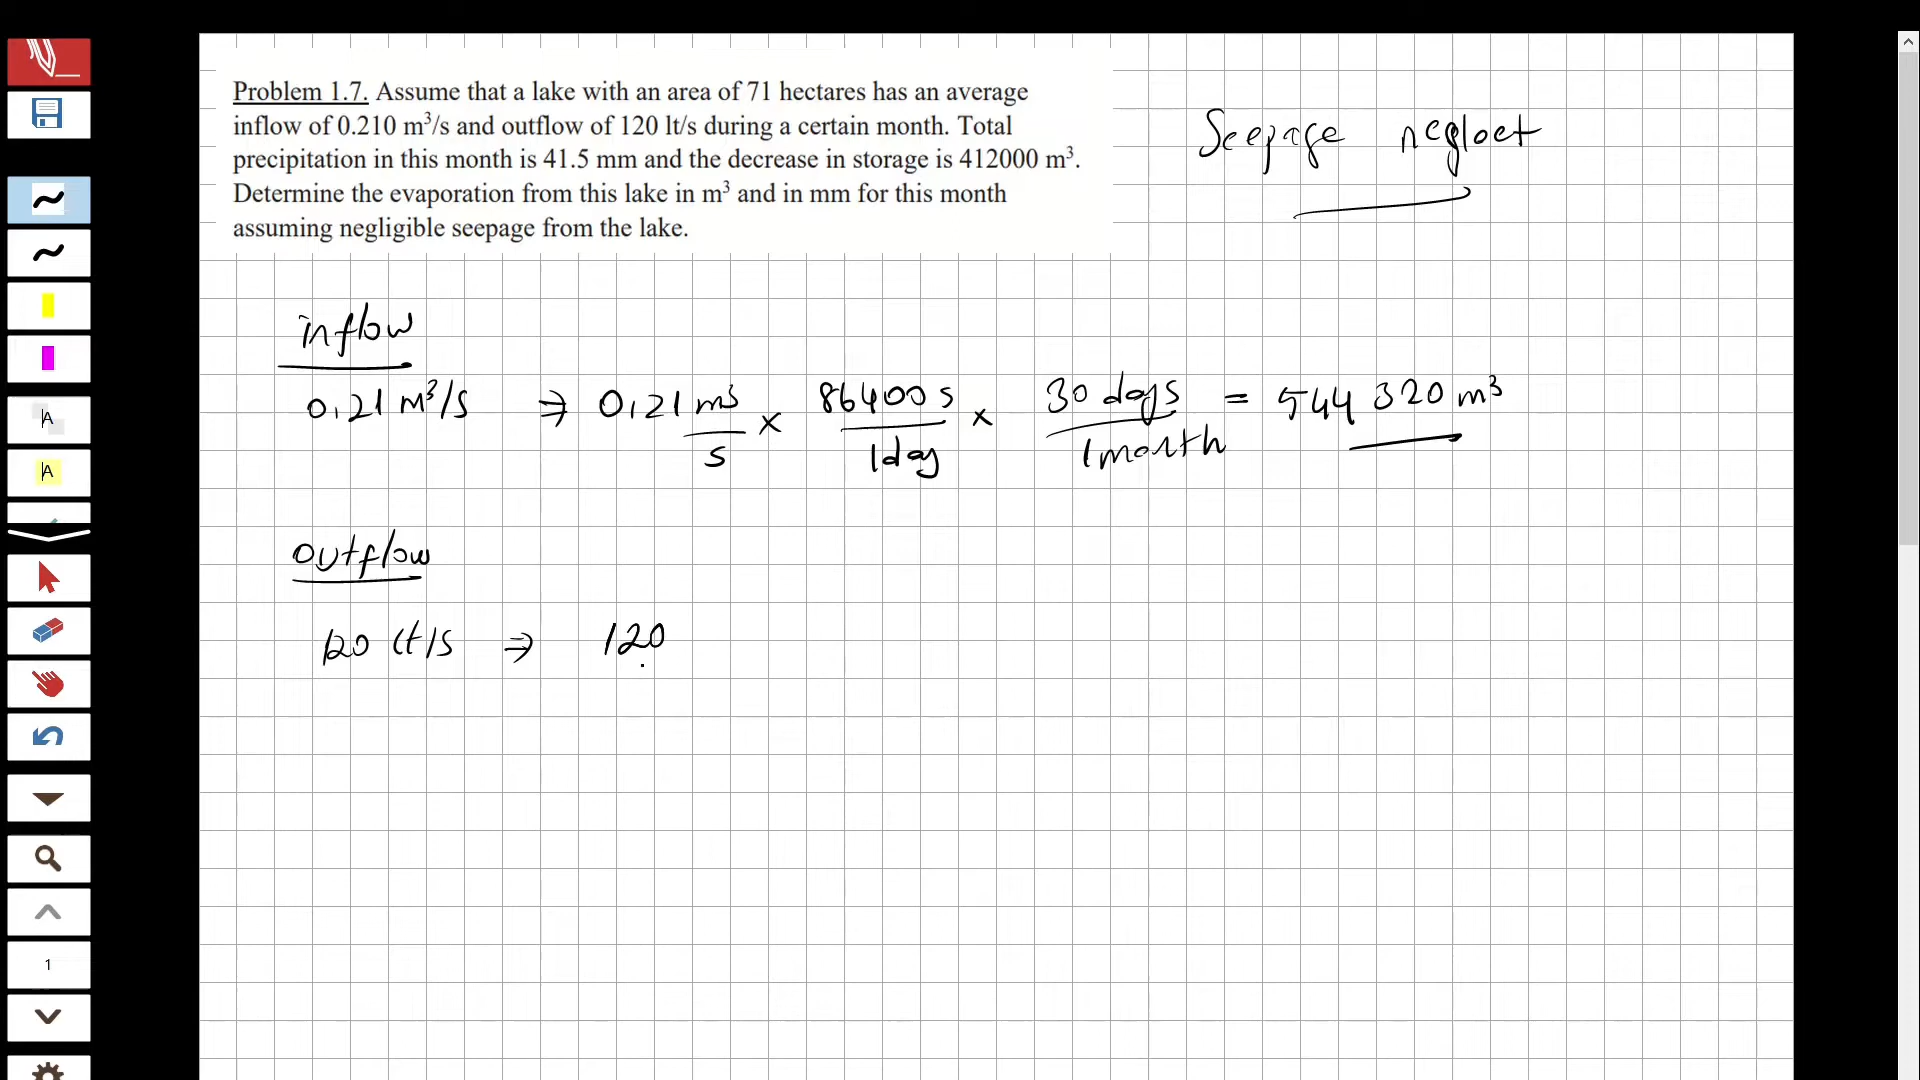 Problem 1.7. Assume that a lake with an area of 71 hectares has an average
inflow of 0.210 m³/s and outflow of 120 lt/s during a certain month. Total
precipitation in this month is 41.5 mm and the decrease in storage is 412000 m³.
Determine the evaporation from this lake in m³ and in mm for this month
assuming negligible seepage from the lake.
Seepage neglect
inflow
0,21 m³/s ⇒ 0,21 m³/s × 86400 s/1 day × 30 days/1 month = 544 320 m³
outflow
120 lt/s ⇒ 120
A
A
1